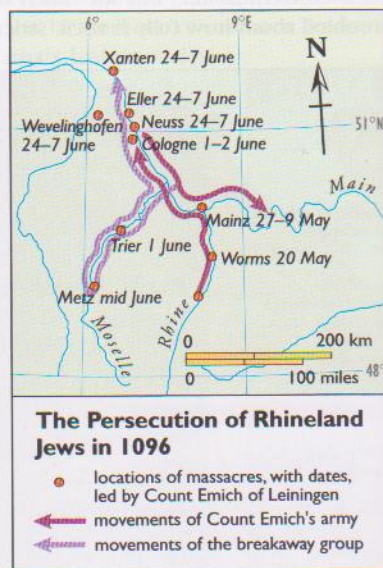 6°
9°E
Xanten 24–7 June
N
Eller 24–7 June
Wevelinghofen
24–7 June
Neuss 24–7 June
51°N
Cologne 1–2 June
Main
Mainz 27–9 May
Trier 1 June
Worms 20 May
Metz mid June
Moselle
Rhine
0 200 km
0 100 miles
48°
The Persecution of Rhineland
Jews in 1096
locations of massacres, with dates,
led by Count Emich of Leiningen
movements of Count Emich's army
movements of the breakaway group